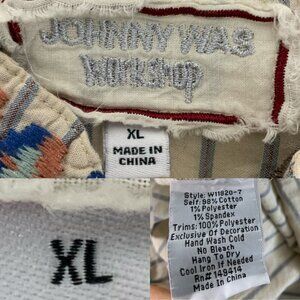 JOHNNY WAS
WORKSHOP
XL
MADE IN
CHINA
XL
Style: W11820-7
Self: 98% Cotton
1% Polyester
1% Spandex
Trims: 100% Polyester
Exclusive Of Decoration
Hand Wash Cold
No Bleach
Hang To Dry
Cool Iron If Needed
Rn# 149414
Made In China